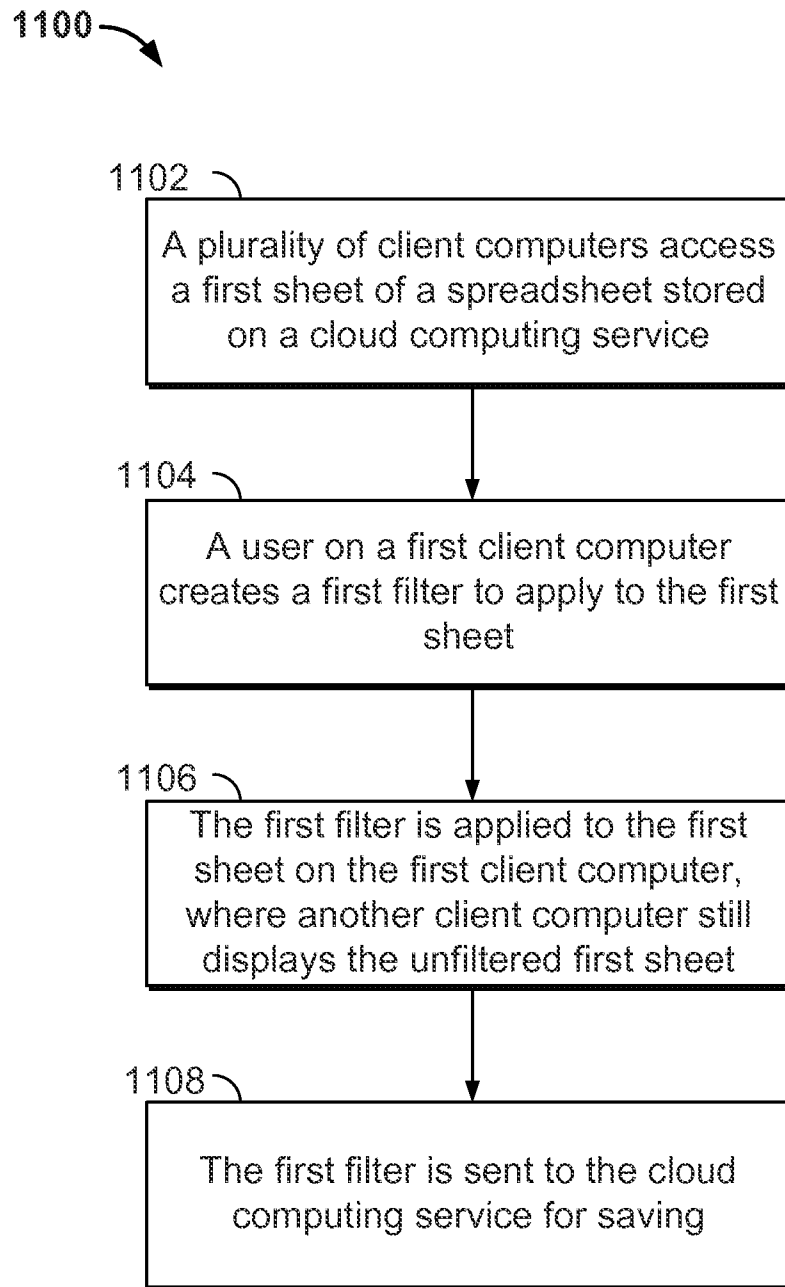 1100
1102
A plurality of client computers access
a first sheet of a spreadsheet stored
on a cloud computing service
1104
A user on a first client computer
creates a first filter to apply to the first
sheet
1106
The first filter is applied to the first
sheet on the first client computer,
where another client computer still
displays the unfiltered first sheet
1108
The first filter is sent to the cloud
computing service for saving